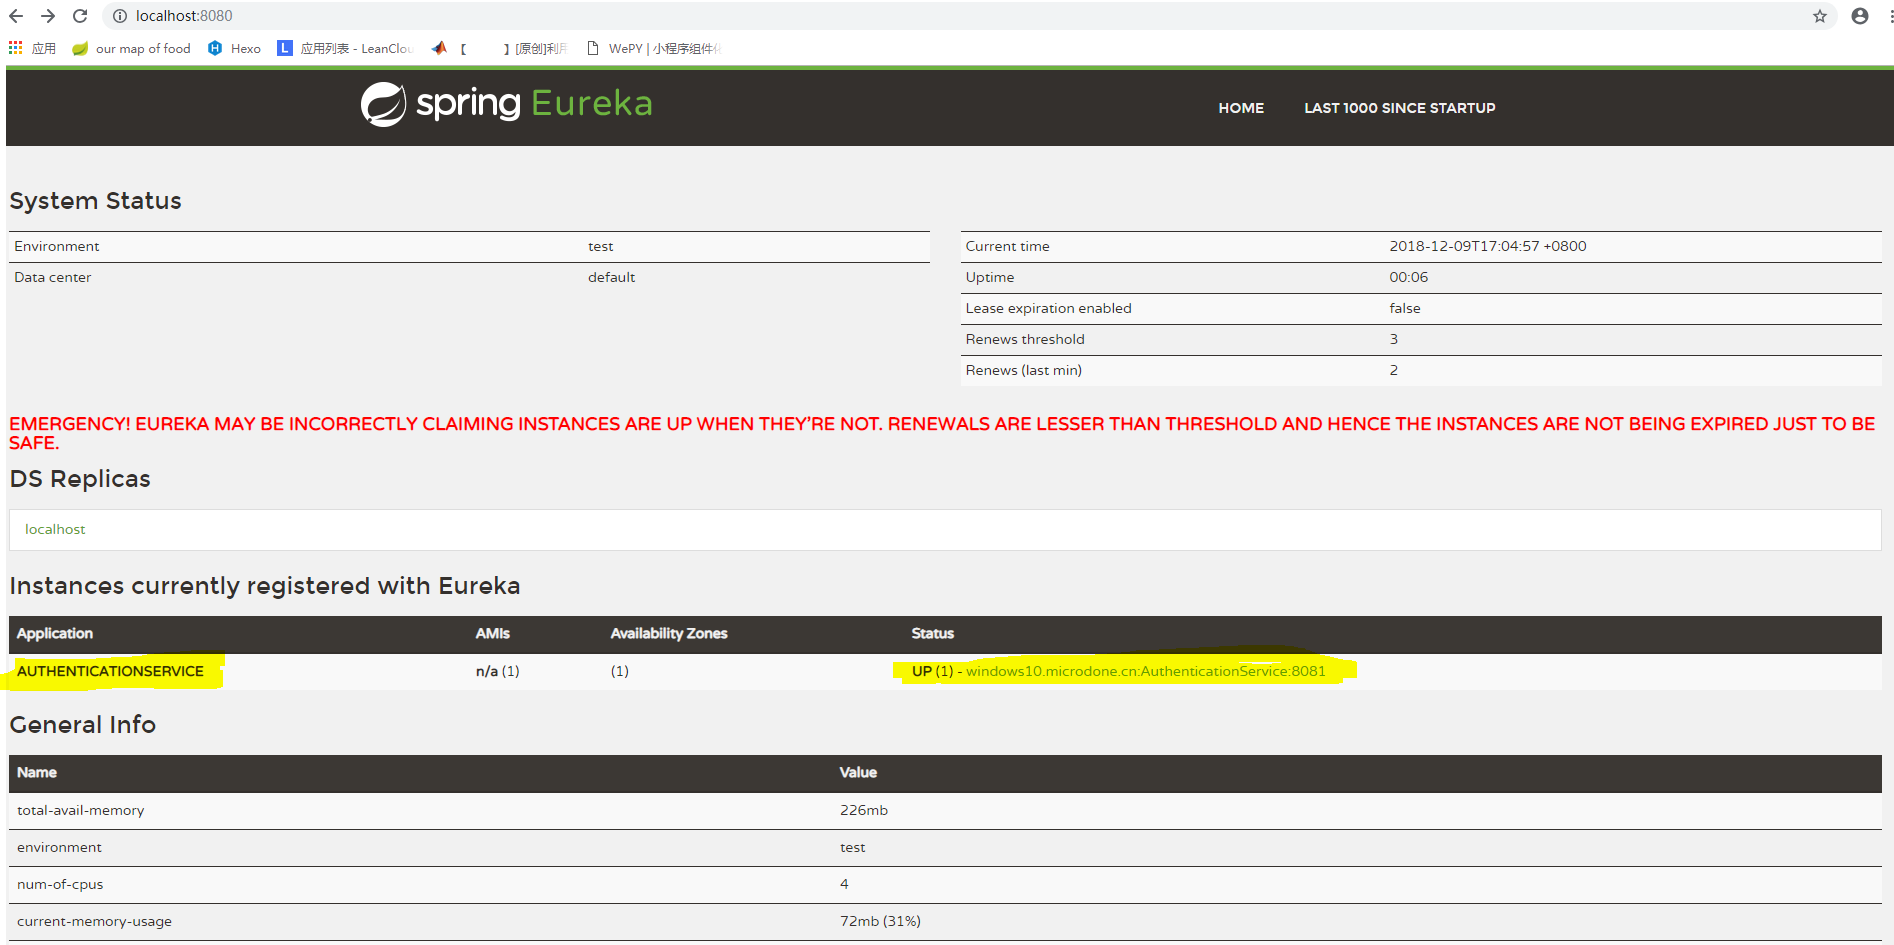 localhost:8080
应用 our map of food Hexo 应用列表 - LeanClou 【 】[原创]利用 WePY | 小程序组件化
spring Eureka
HOME LAST 1000 SINCE STARTUP
System Status
Environment test
Data center default
Current time 2018-12-09T17:04:57 +0800
Uptime 00:06
Lease expiration enabled false
Renews threshold 3
Renews (last min) 2
EMERGENCY! EUREKA MAY BE INCORRECTLY CLAIMING INSTANCES ARE UP WHEN THEY'RE NOT. RENEWALS ARE LESSER THAN THRESHOLD AND HENCE THE INSTANCES ARE NOT BEING EXPIRED JUST TO BE
SAFE.
DS Replicas
localhost
Instances currently registered with Eureka
Application AMIs Availability Zones Status
AUTHENTICATIONSERVICE n/a (1) (1) UP (1) - windows10.microdone.cn:AuthenticationService:8081
General Info
Name Value
total-avail-memory 226mb
environment test
num-of-cpus 4
current-memory-usage 72mb (31%)